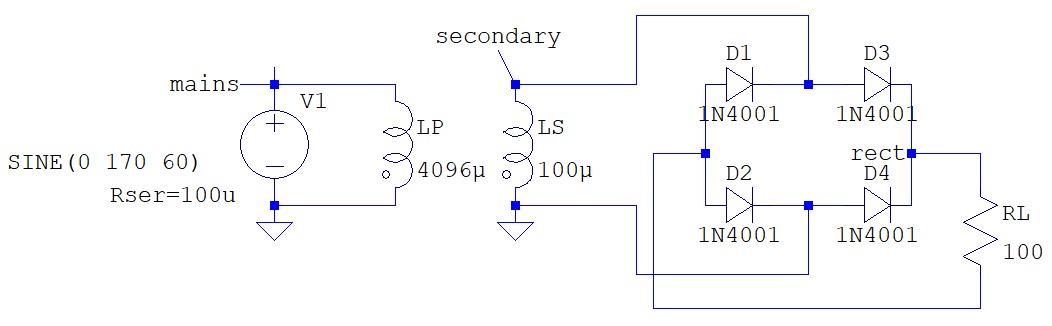 secondary
mains
V1
SINE(0 170 60)
Rser=100u
LP
4096µ
LS
100µ
D1
1N4001
D3
1N4001
rect
D2
1N4001
D4
1N4001
RL
100